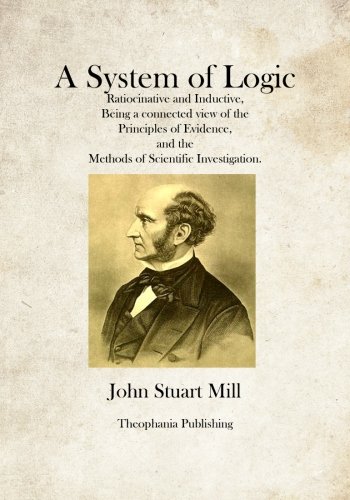 A System of Logic
Ratiocinative and Inductive,
Being a connected view of the
Principles of Evidence,
and the
Methods of Scientific Investigation.
John Stuart Mill
Theophania Publishing